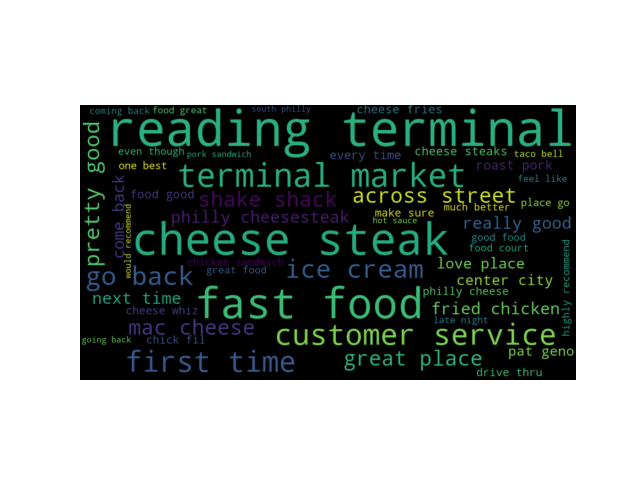 coming back food great south philly cheese fries
reading terminal
pretty good
even though pork sandwich every time cheese steaks taco bell
one best terminal market roast pork
feel like
come back food good shake shack across street place go
would recommend philly cheesesteak make sure much better
hot sauce really good
cheese steak good food
food court
chicken sandwich love place
go back great food ice cream center city
highly recommend
next time fast food philly cheese
cheese whiz fried chicken
mac cheese late night
going back chick fil customer service
first time great place pat geno
drive thru